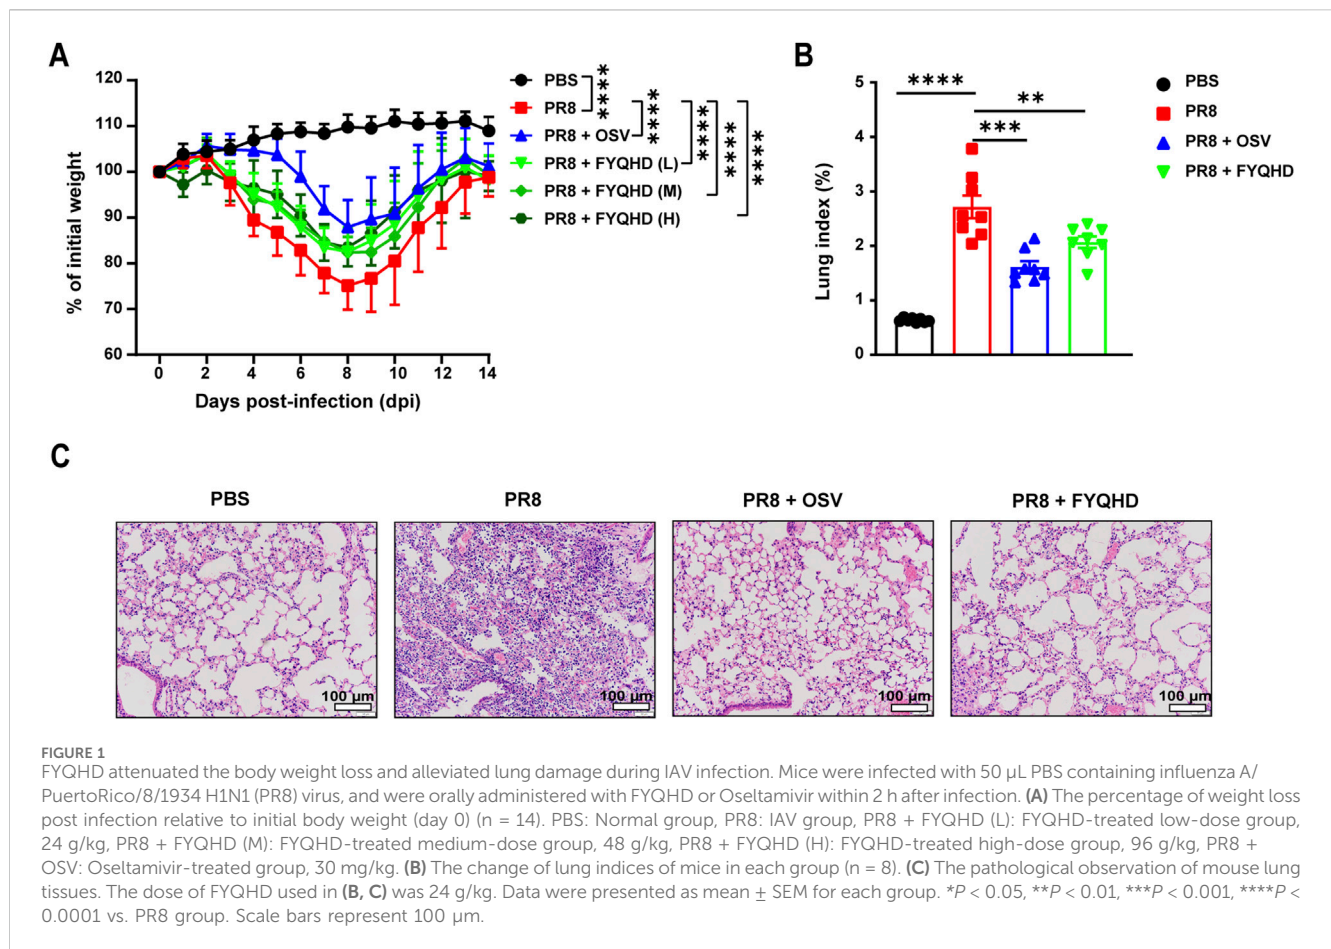 A
% of initial weight
120
110
100
90
80
70
60
0 2 4 6 8 10 12 14
Days post-infection (dpi)
PBS
PR8
PR8 + OSV
PR8 + FYQHD (L)
PR8 + FYQHD (M)
PR8 + FYQHD (H)
****
****
****
****
****
B
Lung index (%)
5
4
3
2
1
0
****
**
***
PBS
PR8
PR8 + OSV
PR8 + FYQHD
C
PBS PR8 PR8 + OSV PR8 + FYQHD
100 µm 100 µm 100 µm 100 µm
FIGURE 1
FYQHD attenuated the body weight loss and alleviated lung damage during IAV infection. Mice were infected with 50 µL PBS containing influenza A/
PuertoRico/8/1934 H1N1 (PR8) virus, and were orally administered with FYQHD or Oseltamivir within 2 h after infection. (A) The percentage of weight loss
post infection relative to initial body weight (day 0) (n = 14). PBS: Normal group, PR8: IAV group, PR8 + FYQHD (L): FYQHD-treated low-dose group,
24 g/kg, PR8 + FYQHD (M): FYQHD-treated medium-dose group, 48 g/kg, PR8 + FYQHD (H): FYQHD-treated high-dose group, 96 g/kg, PR8 +
OSV: Oseltamivir-treated group, 30 mg/kg. (B) The change of lung indices of mice in each group (n = 8). (C) The pathological observation of mouse lung
tissues. The dose of FYQHD used in (B, C) was 24 g/kg. Data were presented as mean ± SEM for each group. *P < 0.05, **P < 0.01, ***P < 0.001, ****P <
0.0001 vs. PR8 group. Scale bars represent 100 µm.